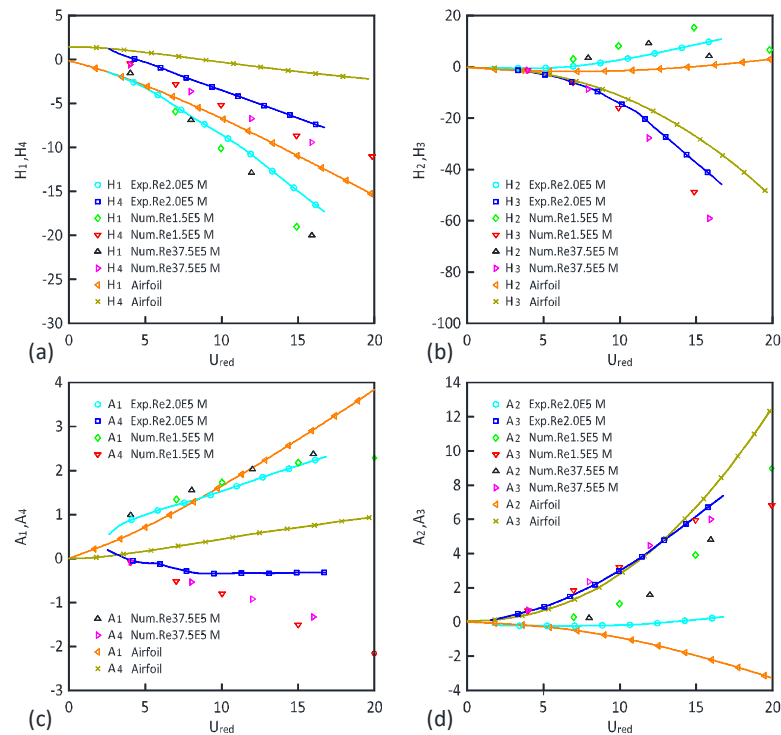 5
0
-5
-10
-15
-20
-25
-30
H1,H4
H1 Exp.Re2.0E5 M
H4 Exp.Re2.0E5 M
H1 Num.Re1.5E5 M
H4 Num.Re1.5E5 M
H1 Num.Re37.5E5 M
H4 Num.Re37.5E5 M
H1 Airfoil
H4 Airfoil
0 5 10 15 20
(a) Ured
20
0
-20
-40
-60
-80
-100
H2,H3
H2 Exp.Re2.0E5 M
H3 Exp.Re2.0E5 M
H2 Num.Re1.5E5 M
H3 Num.Re1.5E5 M
H2 Num.Re37.5E5 M
H3 Num.Re37.5E5 M
H2 Airfoil
H3 Airfoil
0 5 10 15 20
(b) Ured
4
3
2
1
0
-1
-2
-3
A1,A4
A1 Exp.Re2.0E5 M
A4 Exp.Re2.0E5 M
A1 Num.Re1.5E5 M
A4 Num.Re1.5E5 M
A1 Num.Re37.5E5 M
A4 Num.Re37.5E5 M
A1 Airfoil
A4 Airfoil
0 5 10 15 20
(c) Ured
14
12
10
8
6
4
2
0
-2
-4
A2,A3
A2 Exp.Re2.0E5 M
A3 Exp.Re2.0E5 M
A2 Num.Re1.5E5 M
A3 Num.Re1.5E5 M
A2 Num.Re37.5E5 M
A3 Num.Re37.5E5 M
A2 Airfoil
A3 Airfoil
0 5 10 15 20
(d) Ured